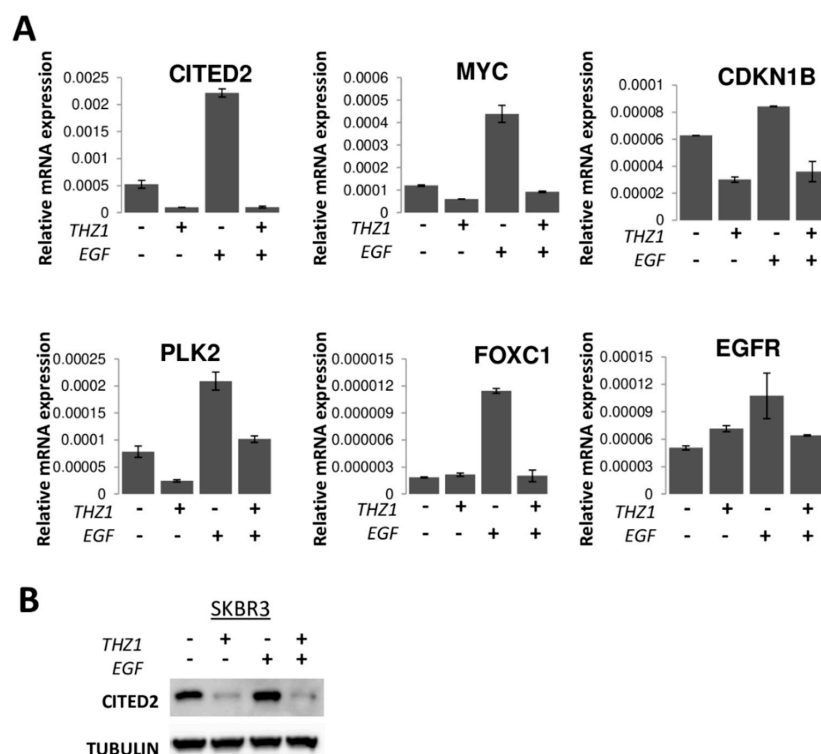 A
CITED2
Relative mRNA expression
0.0025
0.002
0.0015
0.001
0.0005
0
THZ1 - + - +
EGF - - + +
MYC
Relative mRNA expression
0.0006
0.0005
0.0004
0.0003
0.0002
0.0001
0
THZ1 - + - +
EGF - - + +
CDKN1B
Relative mRNA expression
0.0001
0.00008
0.00006
0.00004
0.00002
0
THZ1 - + - +
EGF - - + +
PLK2
Relative mRNA expression
0.00025
0.0002
0.00015
0.0001
0.00005
0
THZ1 - + - +
EGF - - + +
FOXC1
Relative mRNA expression
0.000015
0.000012
0.000009
0.000006
0.000003
0
THZ1 - + - +
EGF - - + +
EGFR
Relative mRNA expression
0.00015
0.00012
0.00009
0.00006
0.00003
0
THZ1 - + - +
EGF - - + +
B
SKBR3
THZ1 - + - +
EGF - - + +
CITED2
TUBULIN